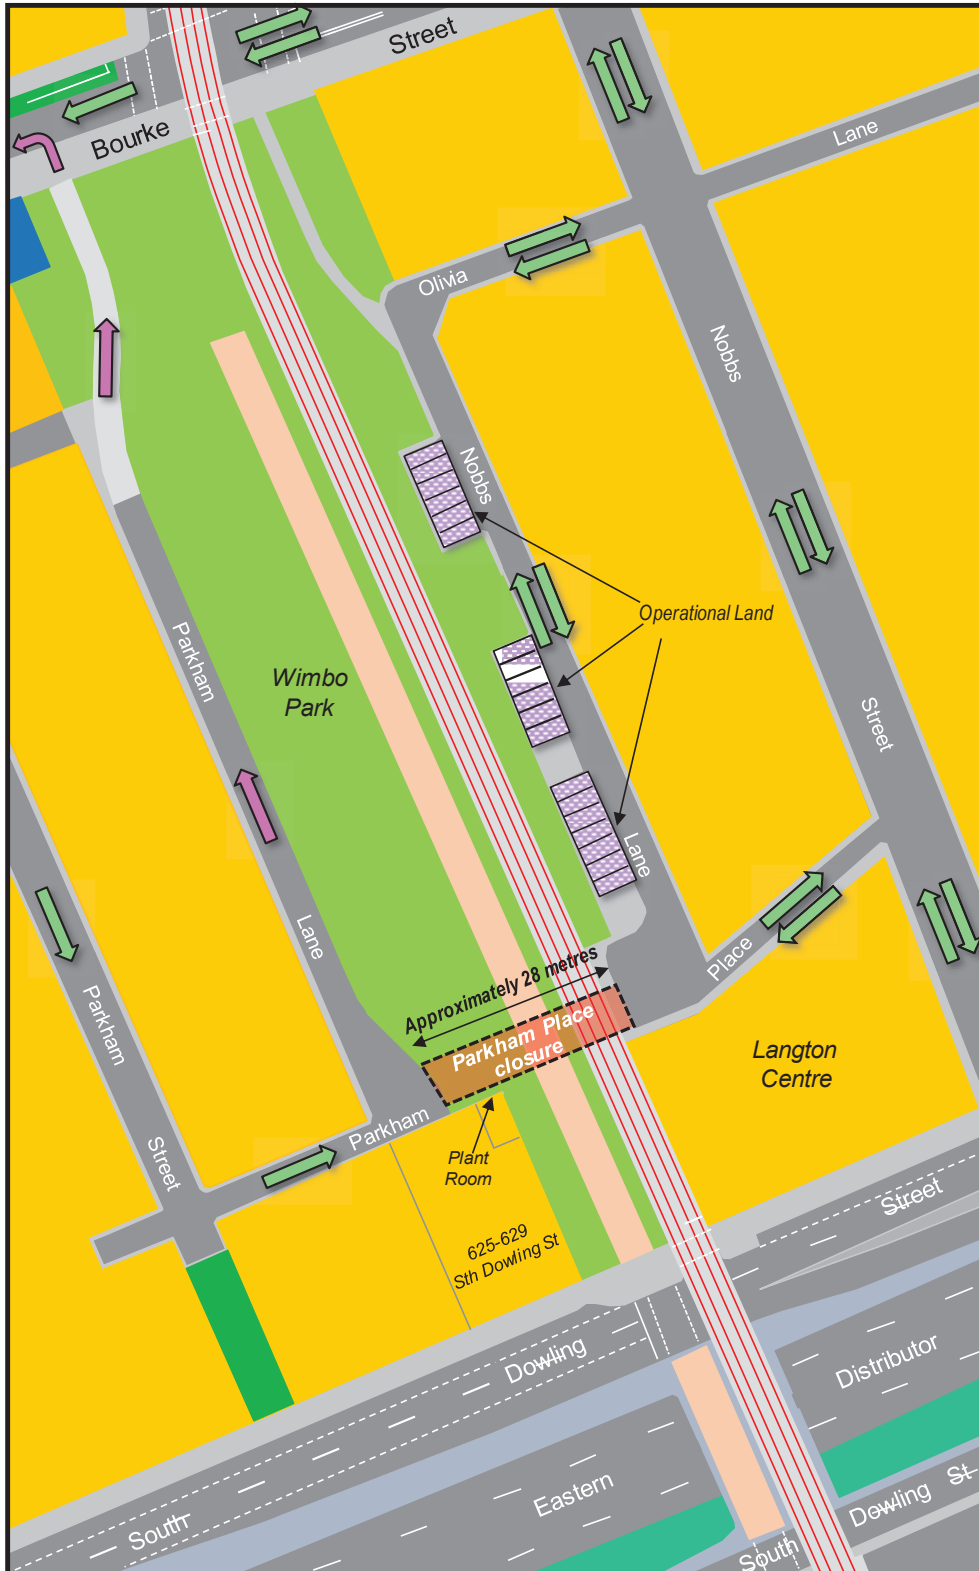 Street
Bourke
Lane
Olivia
Nobbs
Nobbs
Operational Land
Parkham
Wimbo
Park
Street
Lane
Lane
Place
Approximately 28 metres
Parkham Place
closure
Langton
Centre
Parkham
Parkham
Street
Plant
Room
Street
625-629
Sth Dowling St
Dowling
Distributor
Eastern
South
Dowling St
South